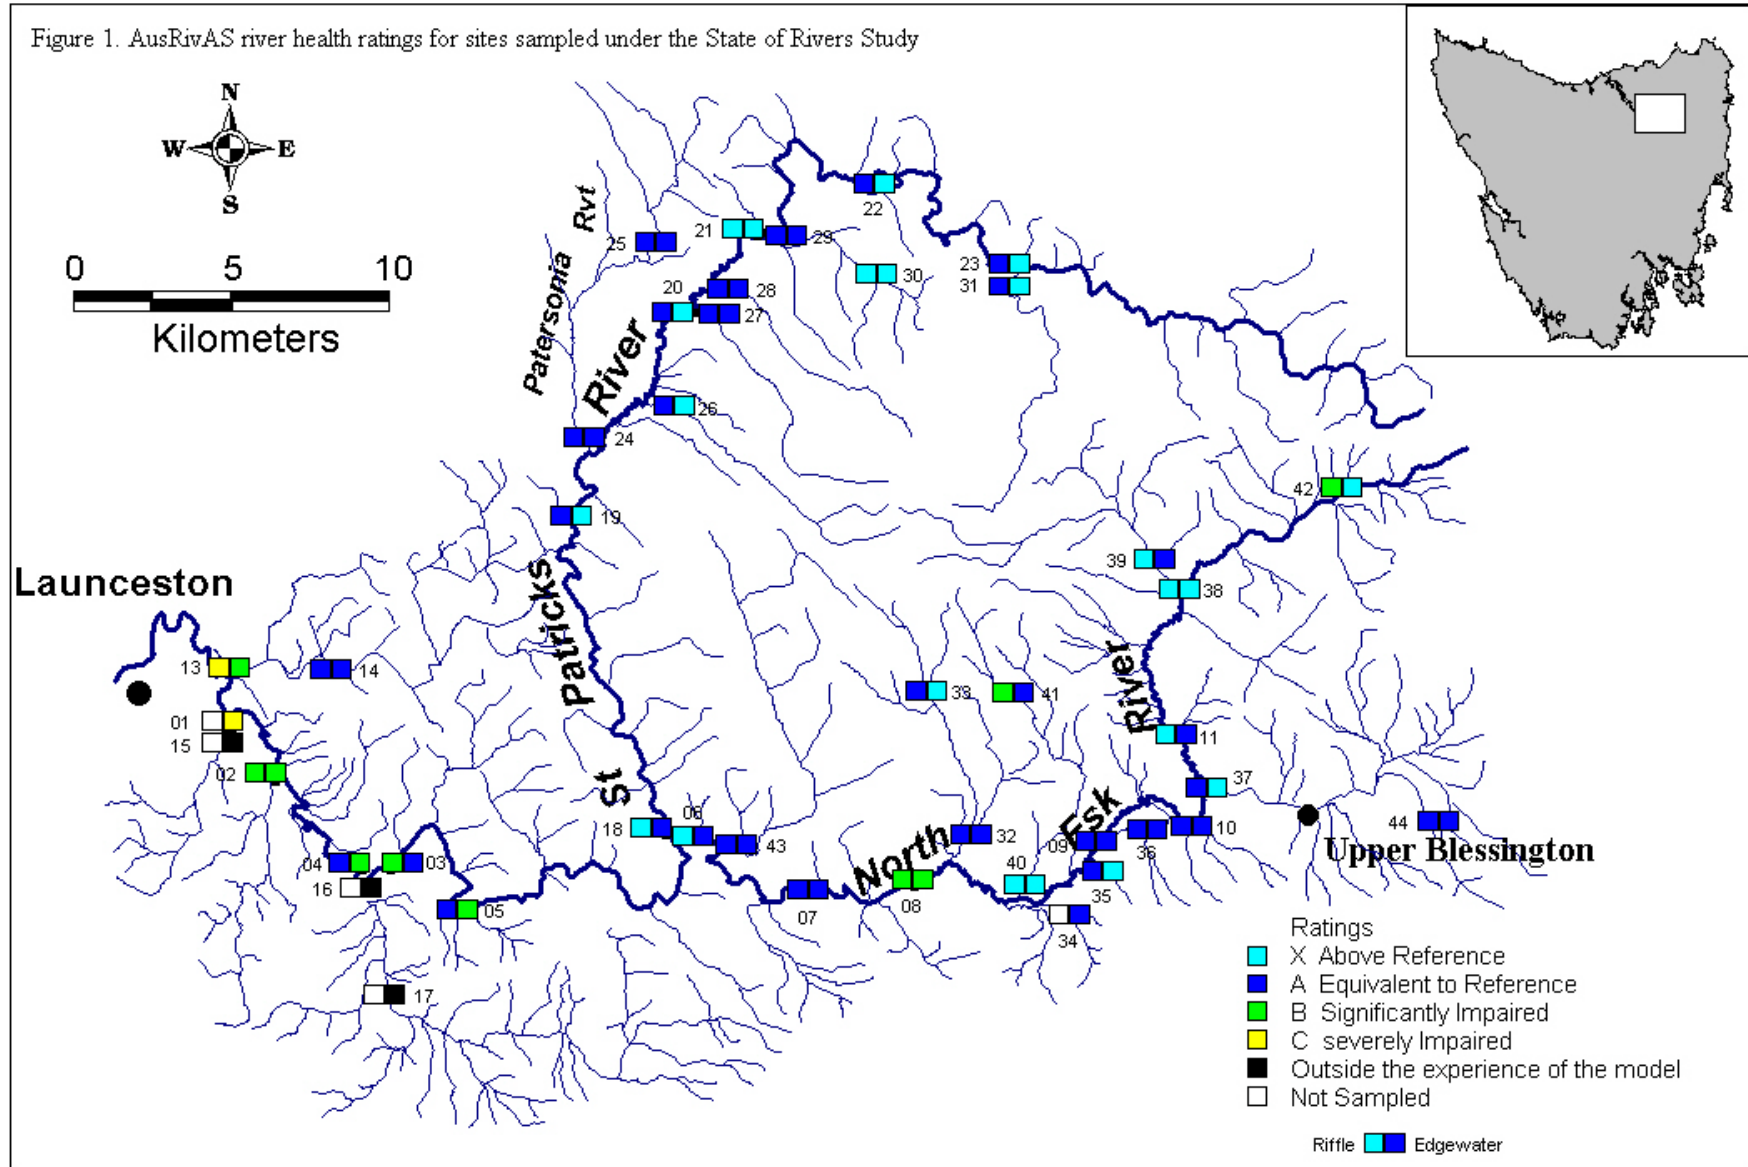 Figure 1. AusRivAS river health ratings for sites sampled under the State of Rivers Study
N
W E
S
0 5 10
Kilometers
Patersonia Rvt
River
Patricks
St
Launceston
North
Esk
River
Upper Blessington
22
21
29
25
30
23
31
20
28
27
26
24
19
42
39
38
13
14
01
15
02
33
41
11
37
18
06
43
32
09
36
10
44
04
03
16
05
07
08
40
35
34
17
Ratings
X Above Reference
A Equivalent to Reference
B Significantly Impaired
C severely Impaired
Outside the experience of the model
Not Sampled
Riffle Edgewater